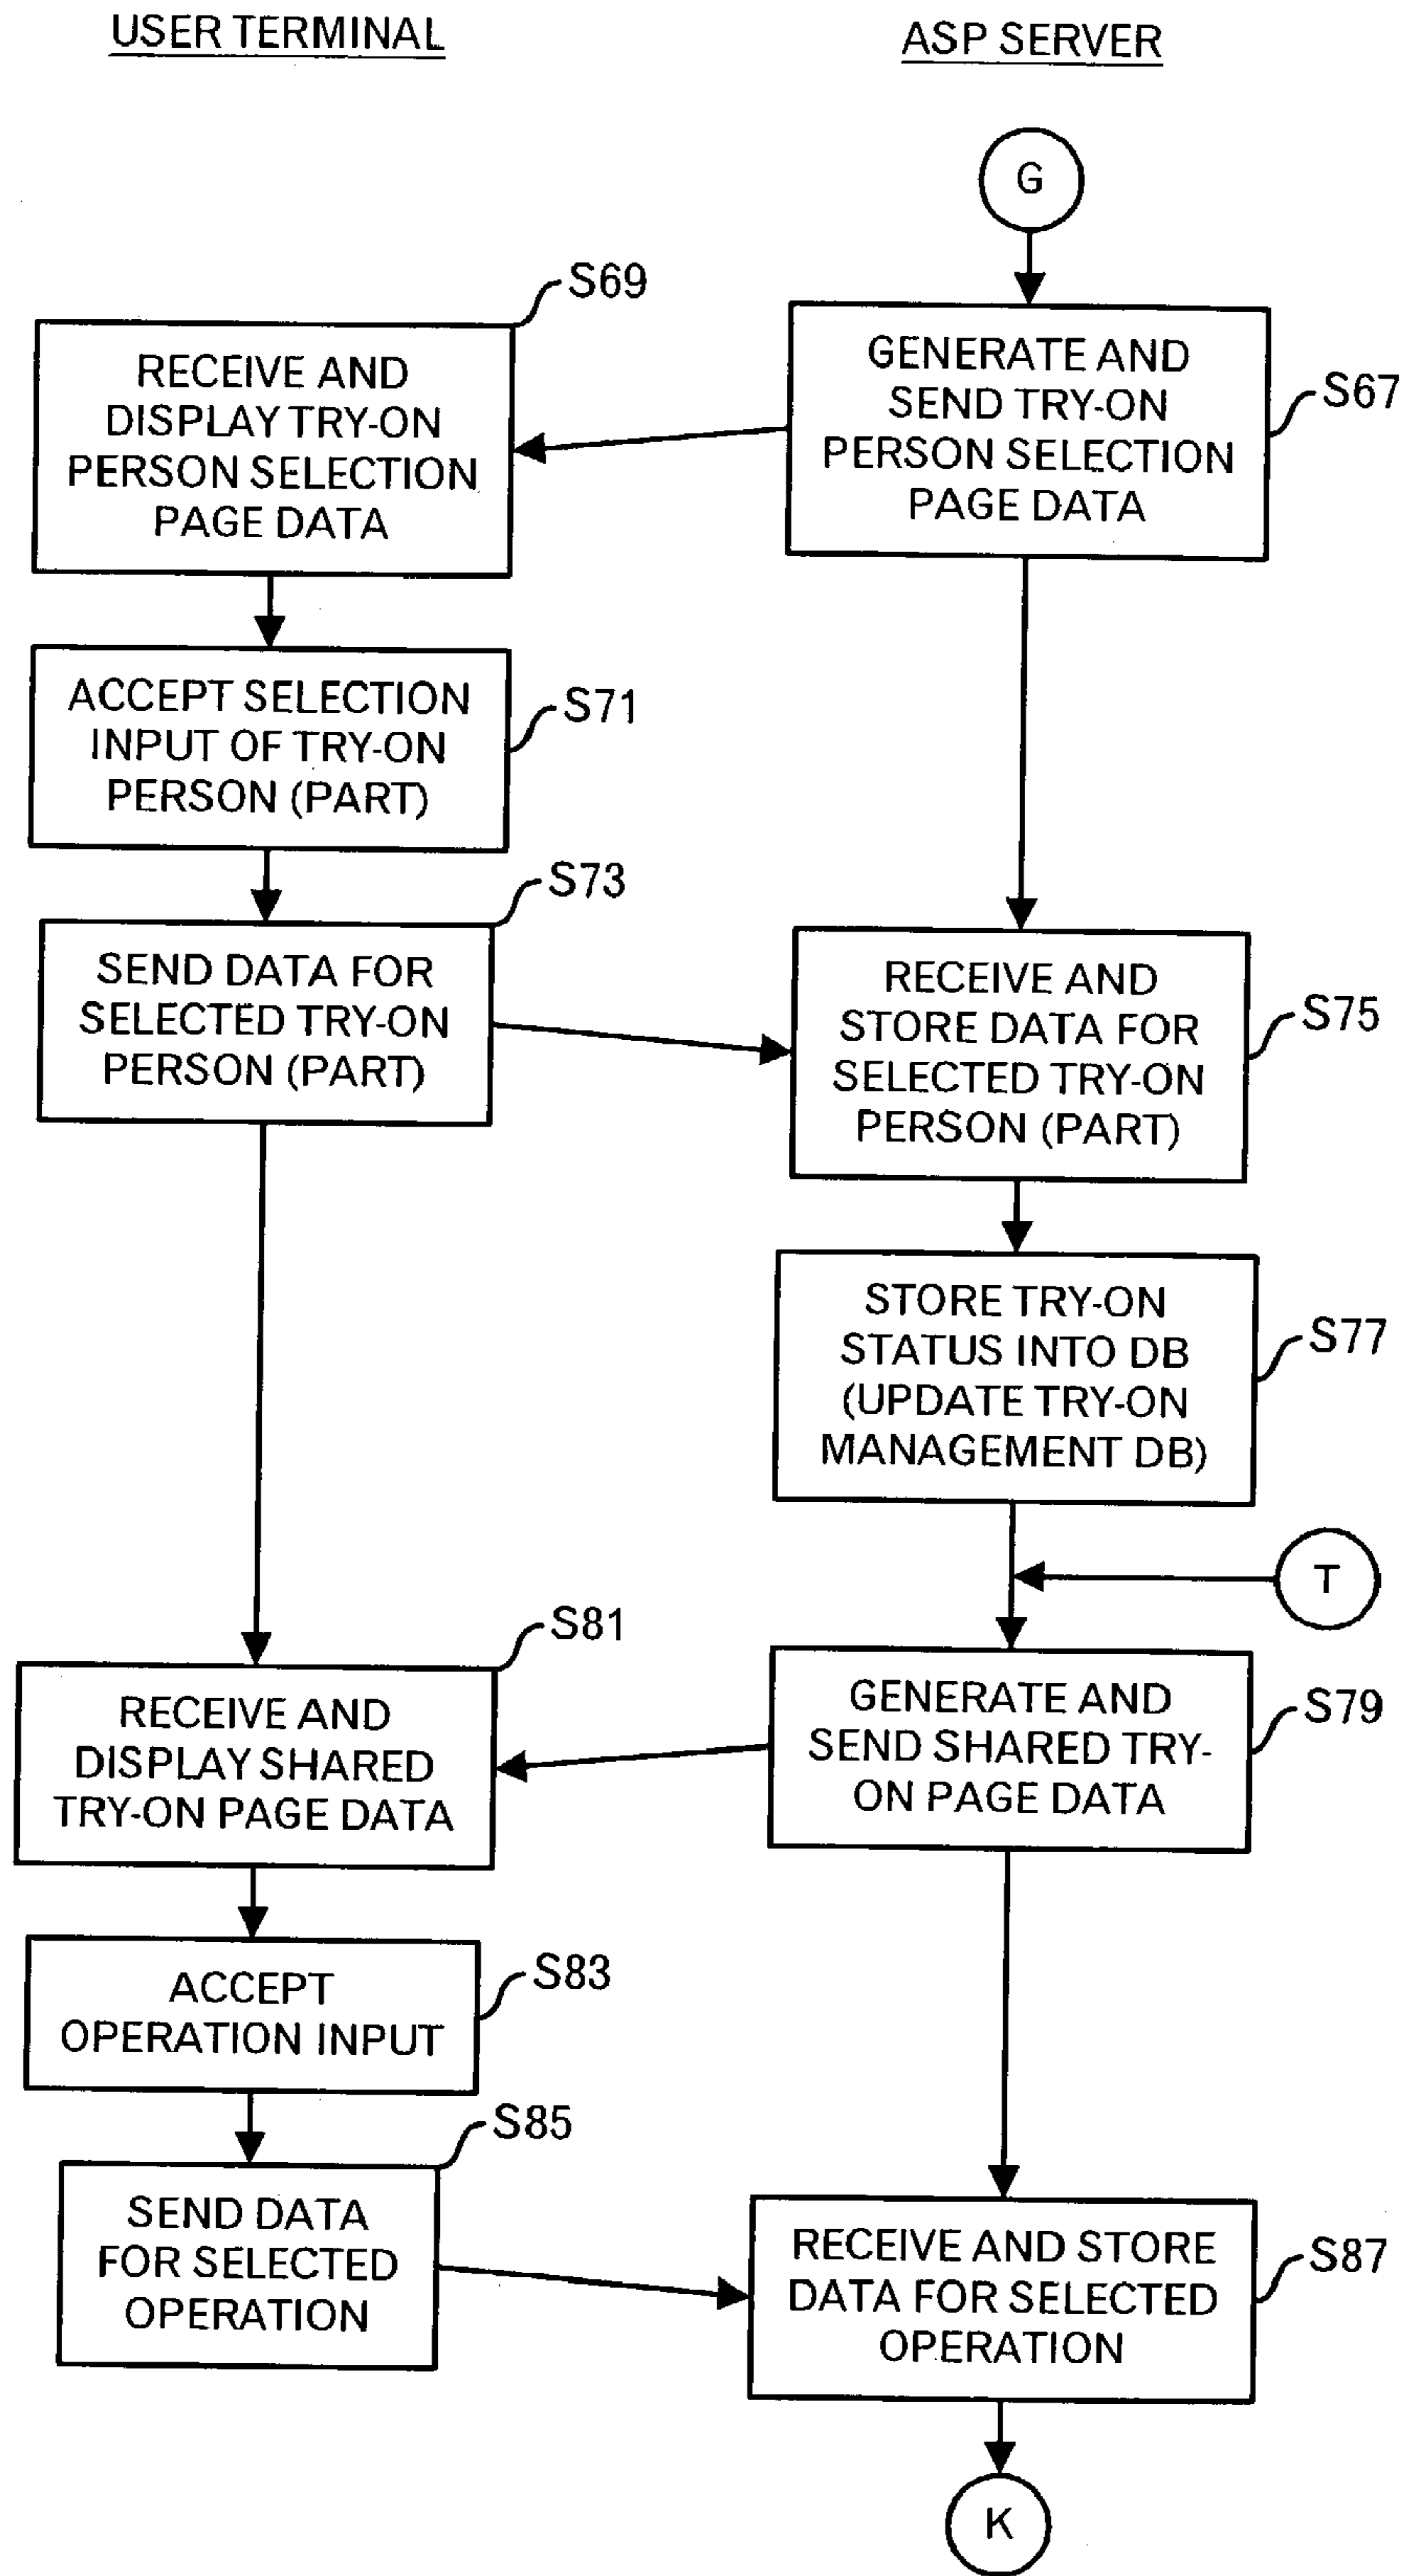 USER TERMINAL
ASP SERVER
G
S69
RECEIVE AND
DISPLAY TRY-ON
PERSON SELECTION
PAGE DATA
GENERATE AND
SEND TRY-ON
PERSON SELECTION
PAGE DATA
S67
ACCEPT SELECTION
INPUT OF TRY-ON
PERSON (PART)
S71
S73
SEND DATA FOR
SELECTED TRY-ON
PERSON (PART)
RECEIVE AND
STORE DATA FOR
SELECTED TRY-ON
PERSON (PART)
S75
STORE TRY-ON
STATUS INTO DB
(UPDATE TRY-ON
MANAGEMENT DB)
S77
T
S81
RECEIVE AND
DISPLAY SHARED
TRY-ON PAGE DATA
GENERATE AND
SEND SHARED TRY-
ON PAGE DATA
S79
ACCEPT
OPERATION INPUT
S83
S85
SEND DATA
FOR SELECTED
OPERATION
RECEIVE AND STORE
DATA FOR SELECTED
OPERATION
S87
K